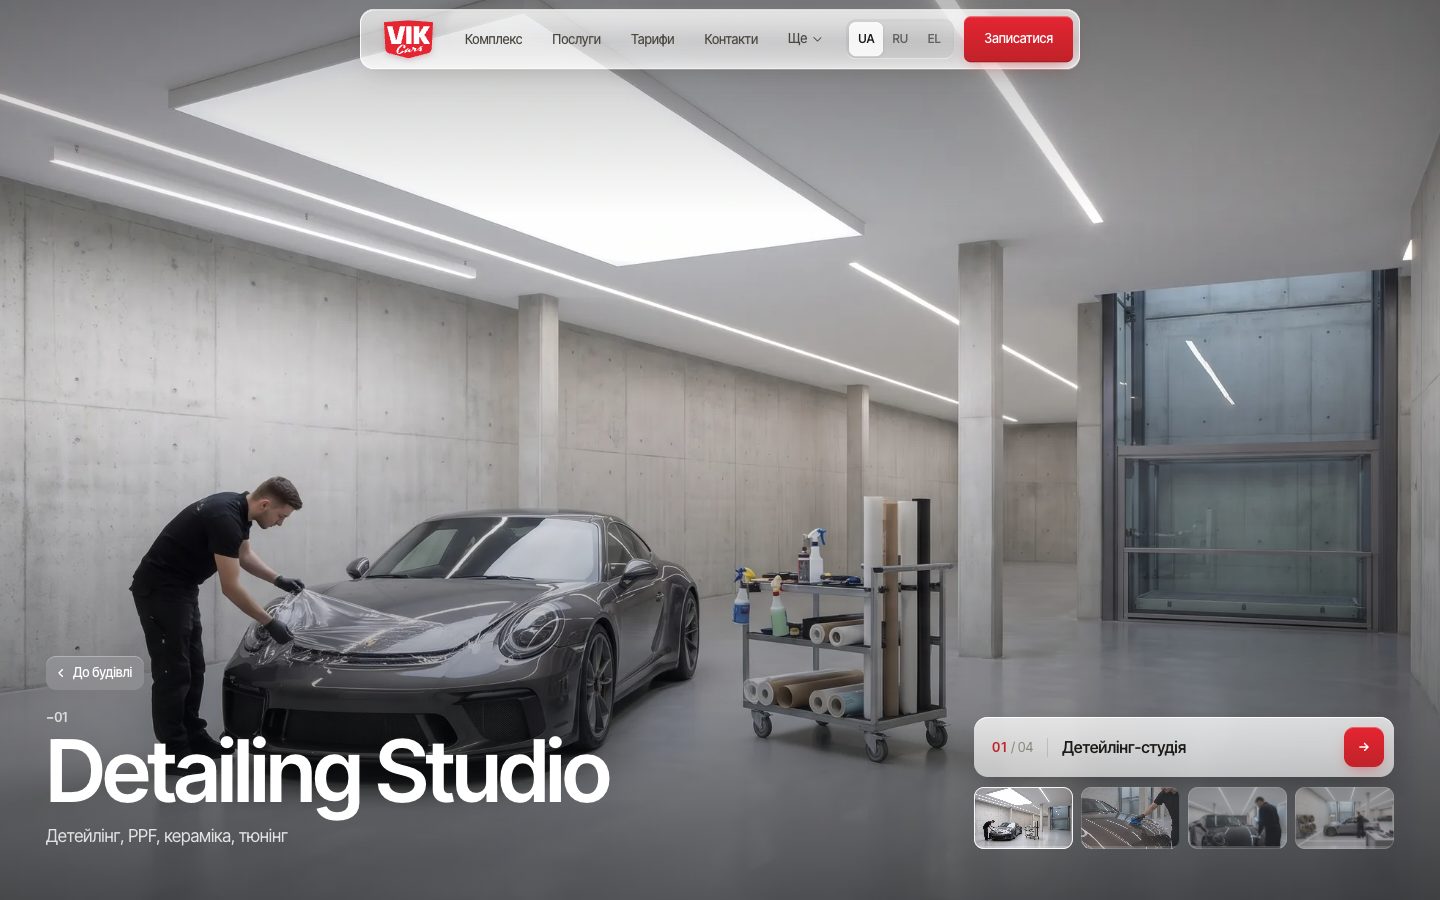 VIK
Cars
Комплекс
Послуги
Тарифи
Контакти
Ще
UA
RU
EL
Записатися
До будівлі
–01
Detailing Studio
Детейлінг, PPF, кераміка, тюнінг
01 / 04
Детейлінг-студія